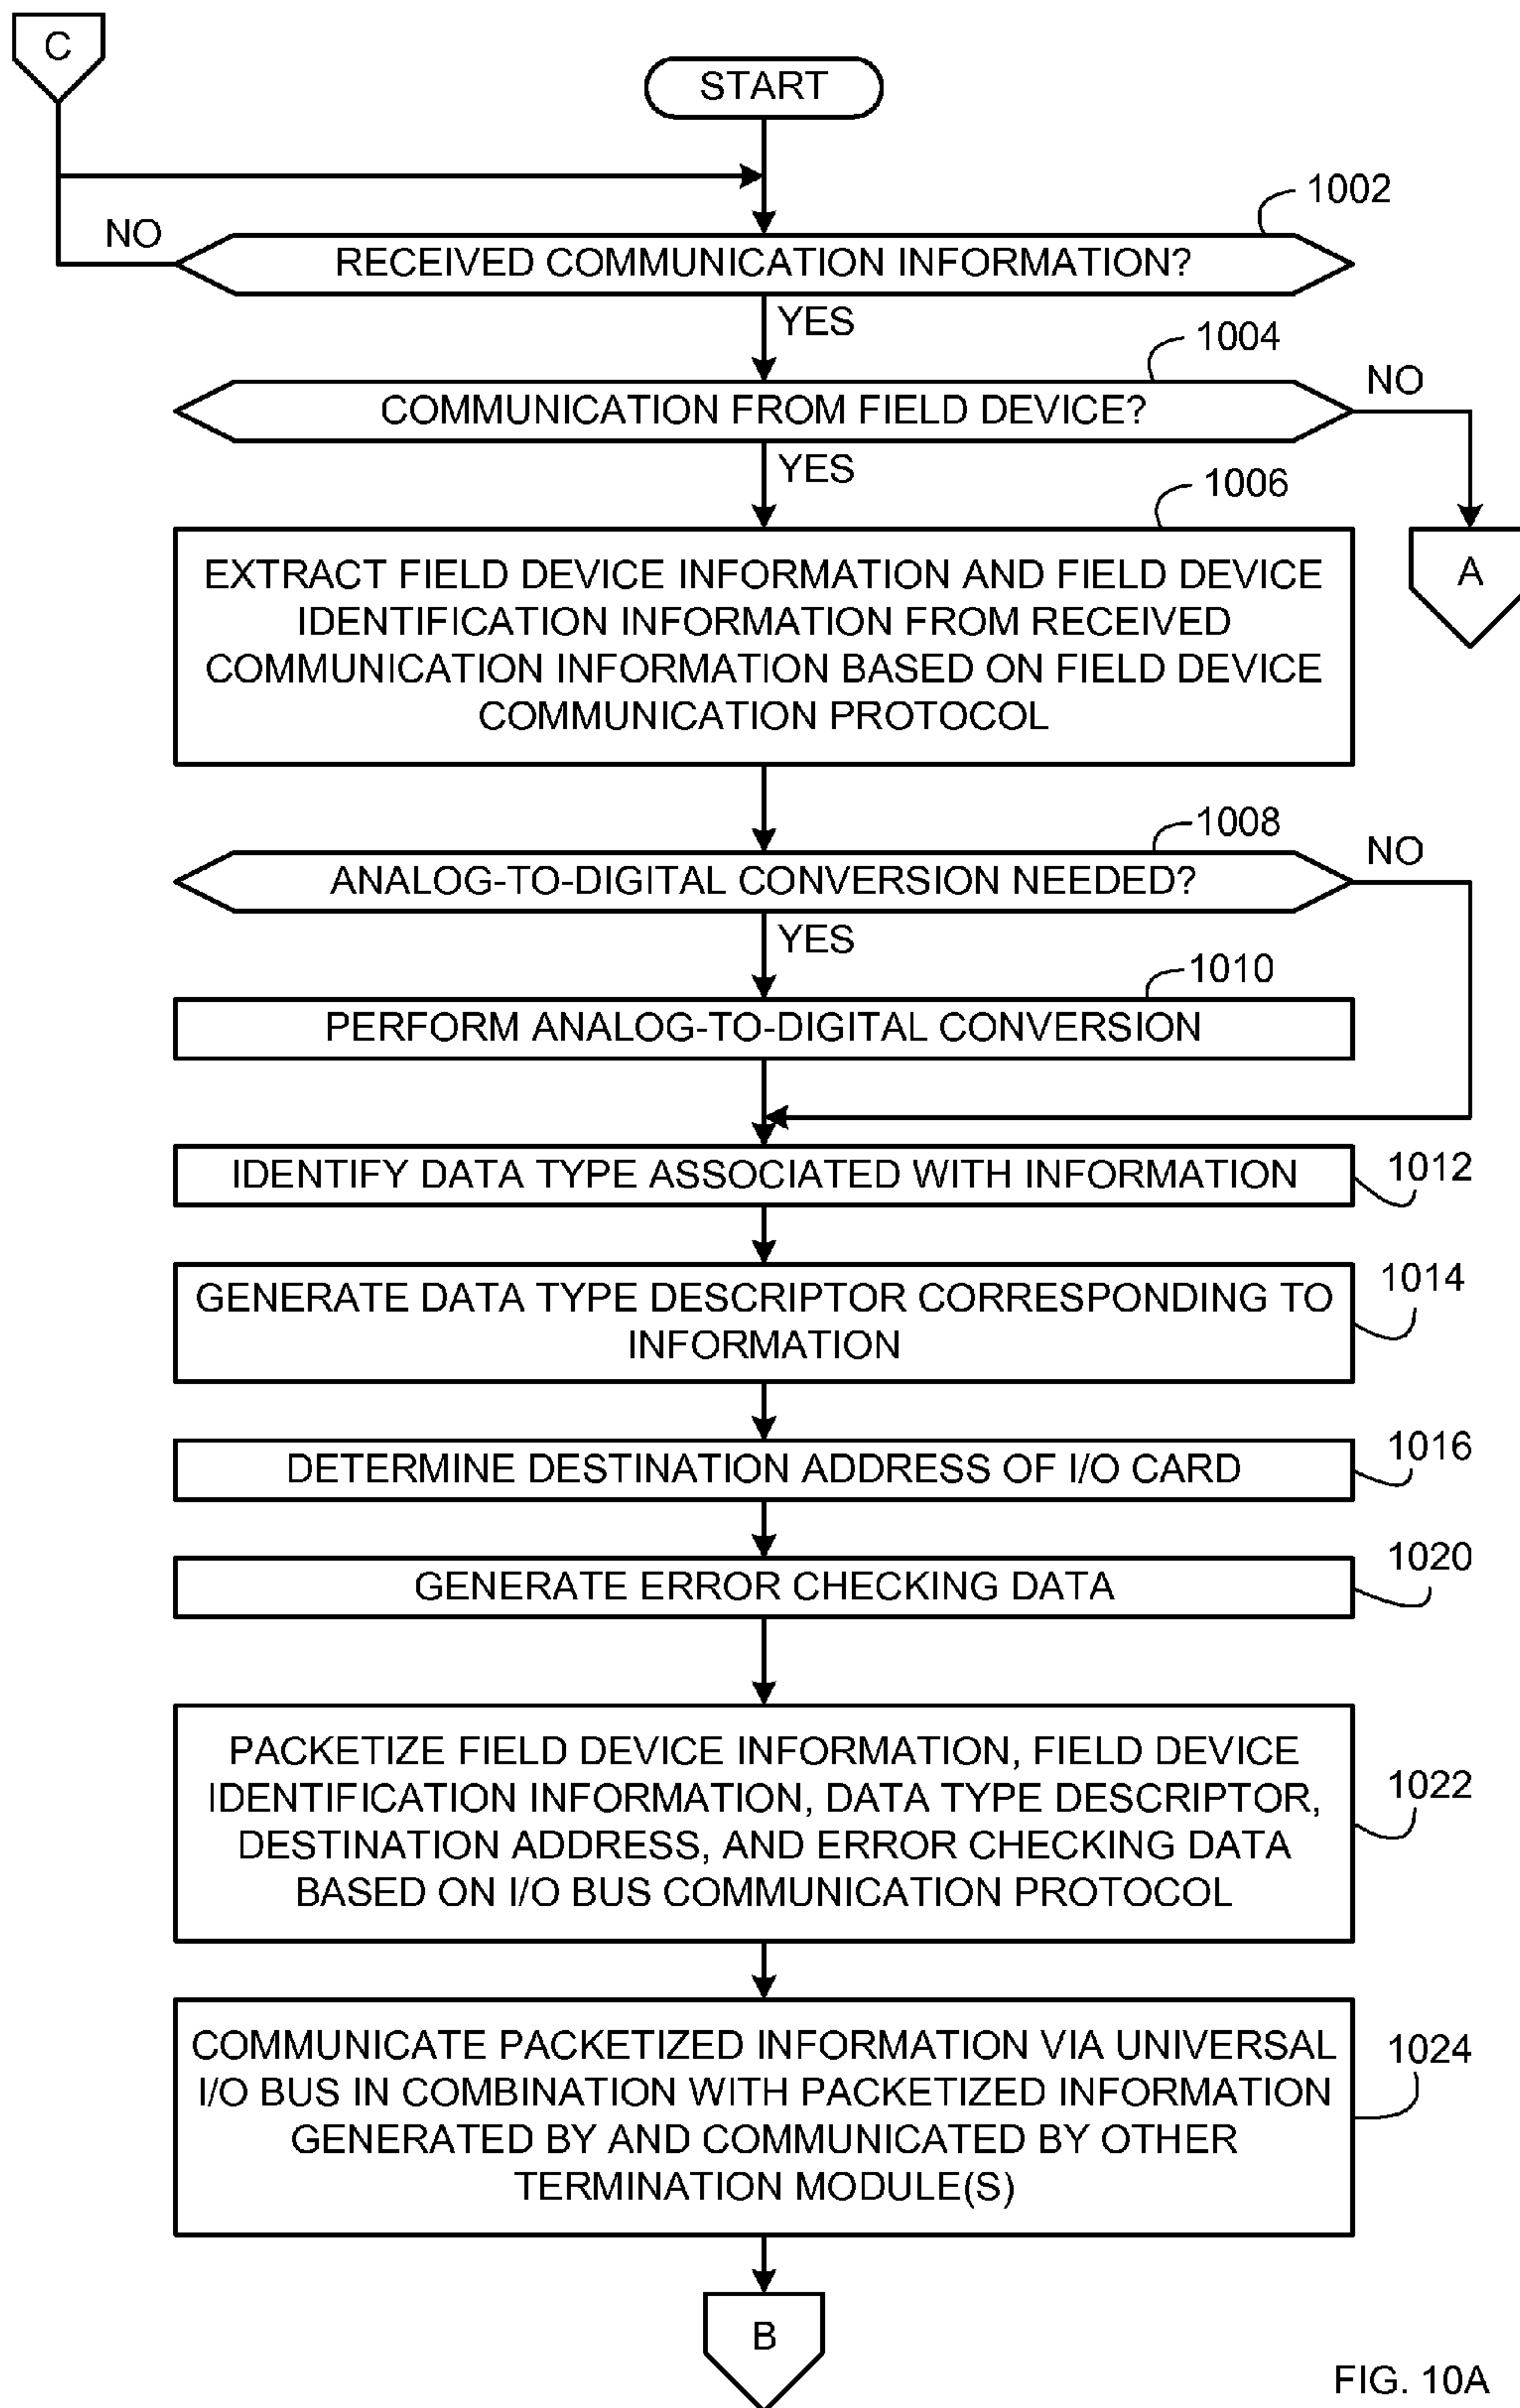 C
START
1002
NO
RECEIVED COMMUNICATION INFORMATION?
YES
1004
NO
COMMUNICATION FROM FIELD DEVICE?
YES
1006
EXTRACT FIELD DEVICE INFORMATION AND FIELD DEVICE
IDENTIFICATION INFORMATION FROM RECEIVED
COMMUNICATION INFORMATION BASED ON FIELD DEVICE
COMMUNICATION PROTOCOL
A
1008
NO
ANALOG-TO-DIGITAL CONVERSION NEEDED?
YES
1010
PERFORM ANALOG-TO-DIGITAL CONVERSION
IDENTIFY DATA TYPE ASSOCIATED WITH INFORMATION
1012
GENERATE DATA TYPE DESCRIPTOR CORRESPONDING TO
INFORMATION
1014
DETERMINE DESTINATION ADDRESS OF I/O CARD
1016
GENERATE ERROR CHECKING DATA
1020
PACKETIZE FIELD DEVICE INFORMATION, FIELD DEVICE
IDENTIFICATION INFORMATION, DATA TYPE DESCRIPTOR,
DESTINATION ADDRESS, AND ERROR CHECKING DATA
BASED ON I/O BUS COMMUNICATION PROTOCOL
1022
COMMUNICATE PACKETIZED INFORMATION VIA UNIVERSAL
I/O BUS IN COMBINATION WITH PACKETIZED INFORMATION
GENERATED BY AND COMMUNICATED BY OTHER
TERMINATION MODULE(S)
1024
B
FIG. 10A